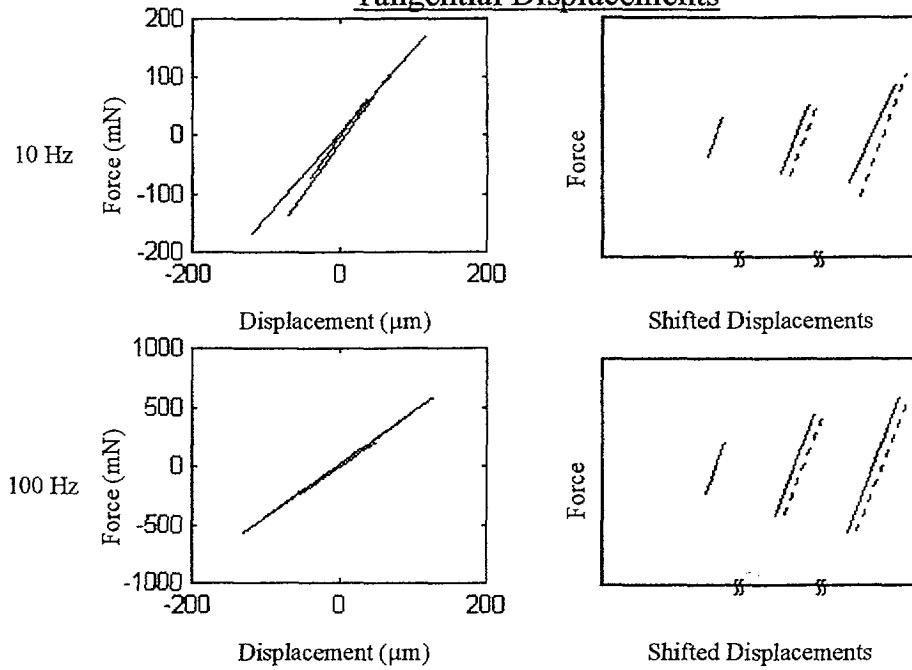 Tangential Displacements
200
100
0
-100
-200
-200
0
200
Force (mN)
10 Hz
Displacement (µm)
Force
Shifted Displacements
1000
500
0
-500
-1000
-200
0
200
Force (mN)
100 Hz
Displacement (µm)
Force
Shifted Displacements